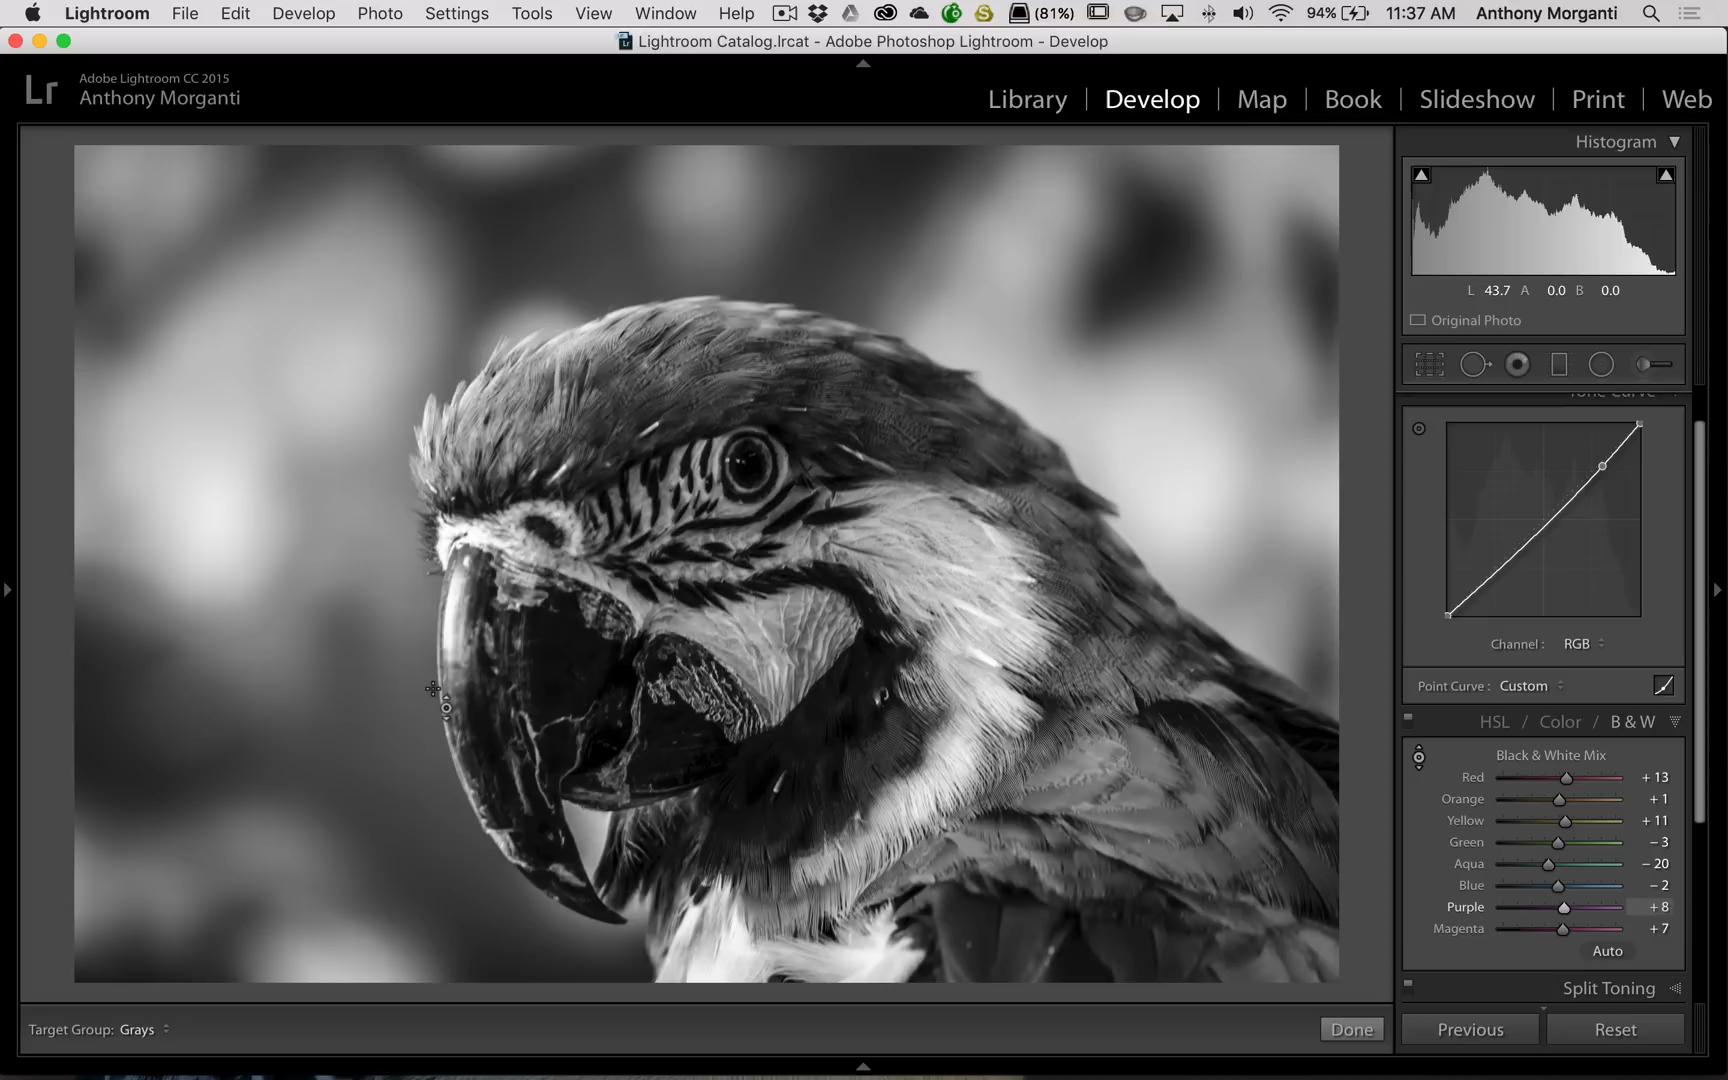 Lightroom File Edit Develop Photo Settings Tools View Window Help (81%) 94% 11:37 AM Anthony Morganti
Lightroom Catalog.lrcat - Adobe Photoshop Lightroom - Develop
Lr
Adobe Lightroom CC 2015
Anthony Morganti
Library | Develop | Map | Book | Slideshow | Print | Web
Histogram
L 43.7 A 0.0 B 0.0
Original Photo
Tone Curve
Channel : RGB
Point Curve : Custom
HSL / Color / B & W
Black & White Mix
Red + 13
Orange + 1
Yellow + 11
Green - 3
Aqua - 20
Blue - 2
Purple + 8
Magenta + 7
Auto
Split Toning
Target Group: Grays
Done
Previous
Reset